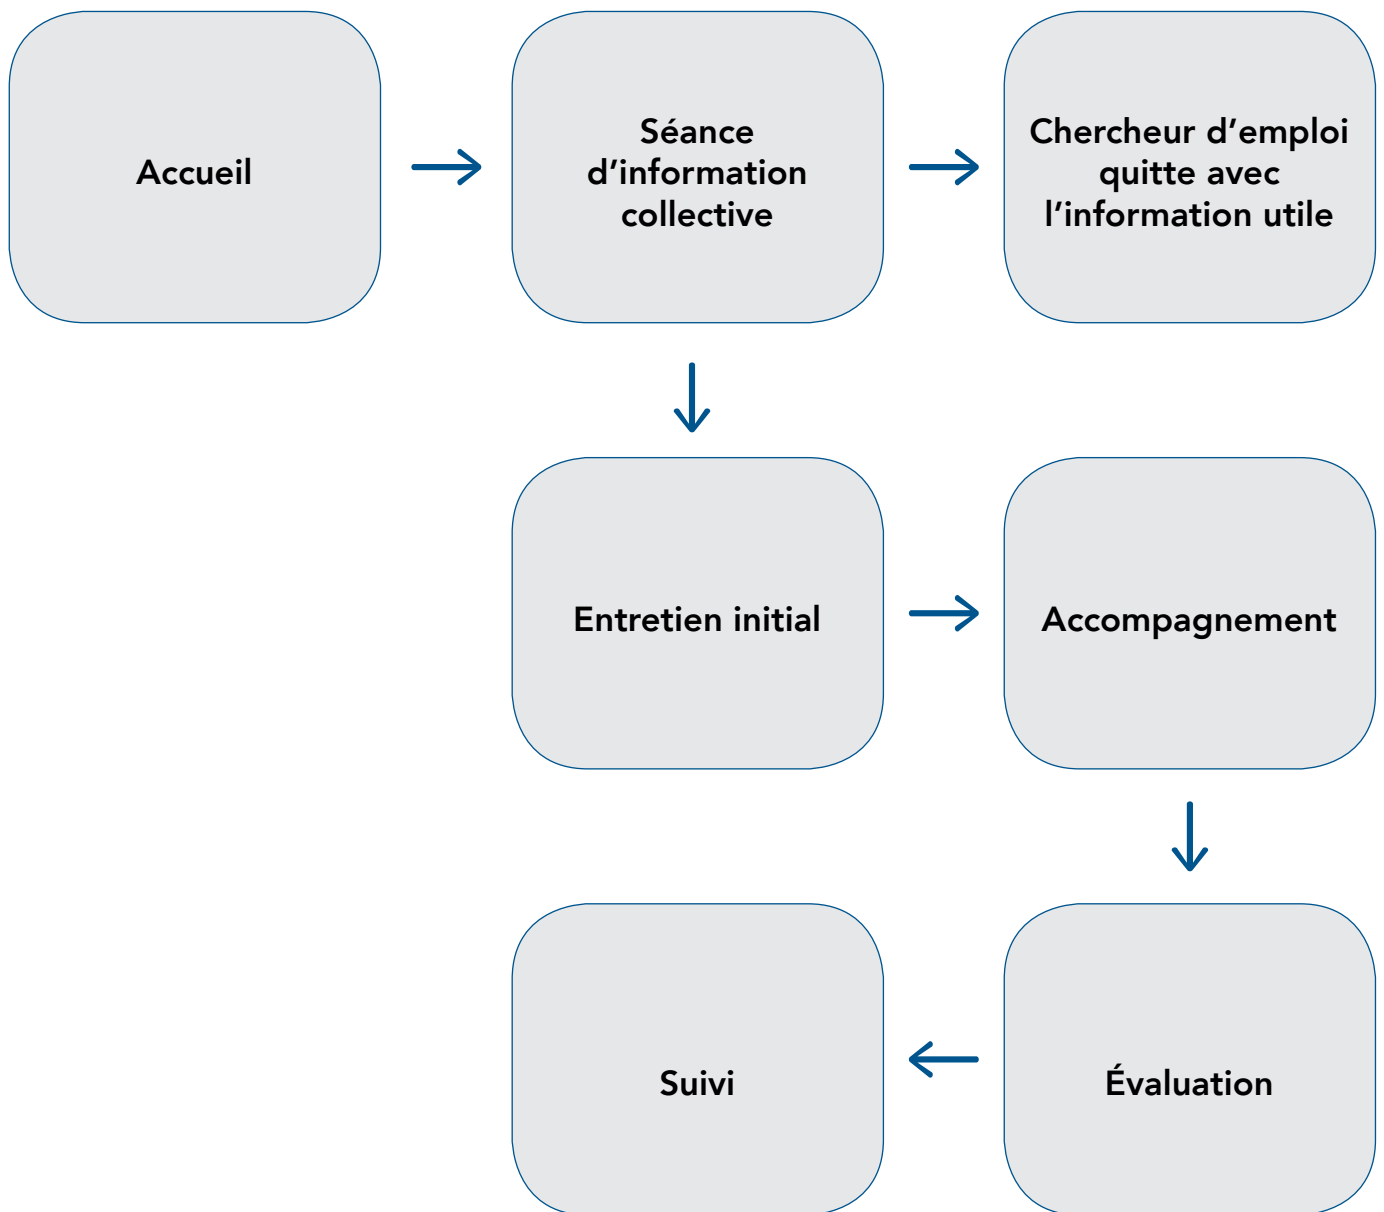 Accueil
Séance
d’information
collective
Chercheur d’emploi
quitte avec
l’information utile
Entretien initial
Accompagnement
Suivi
Évaluation